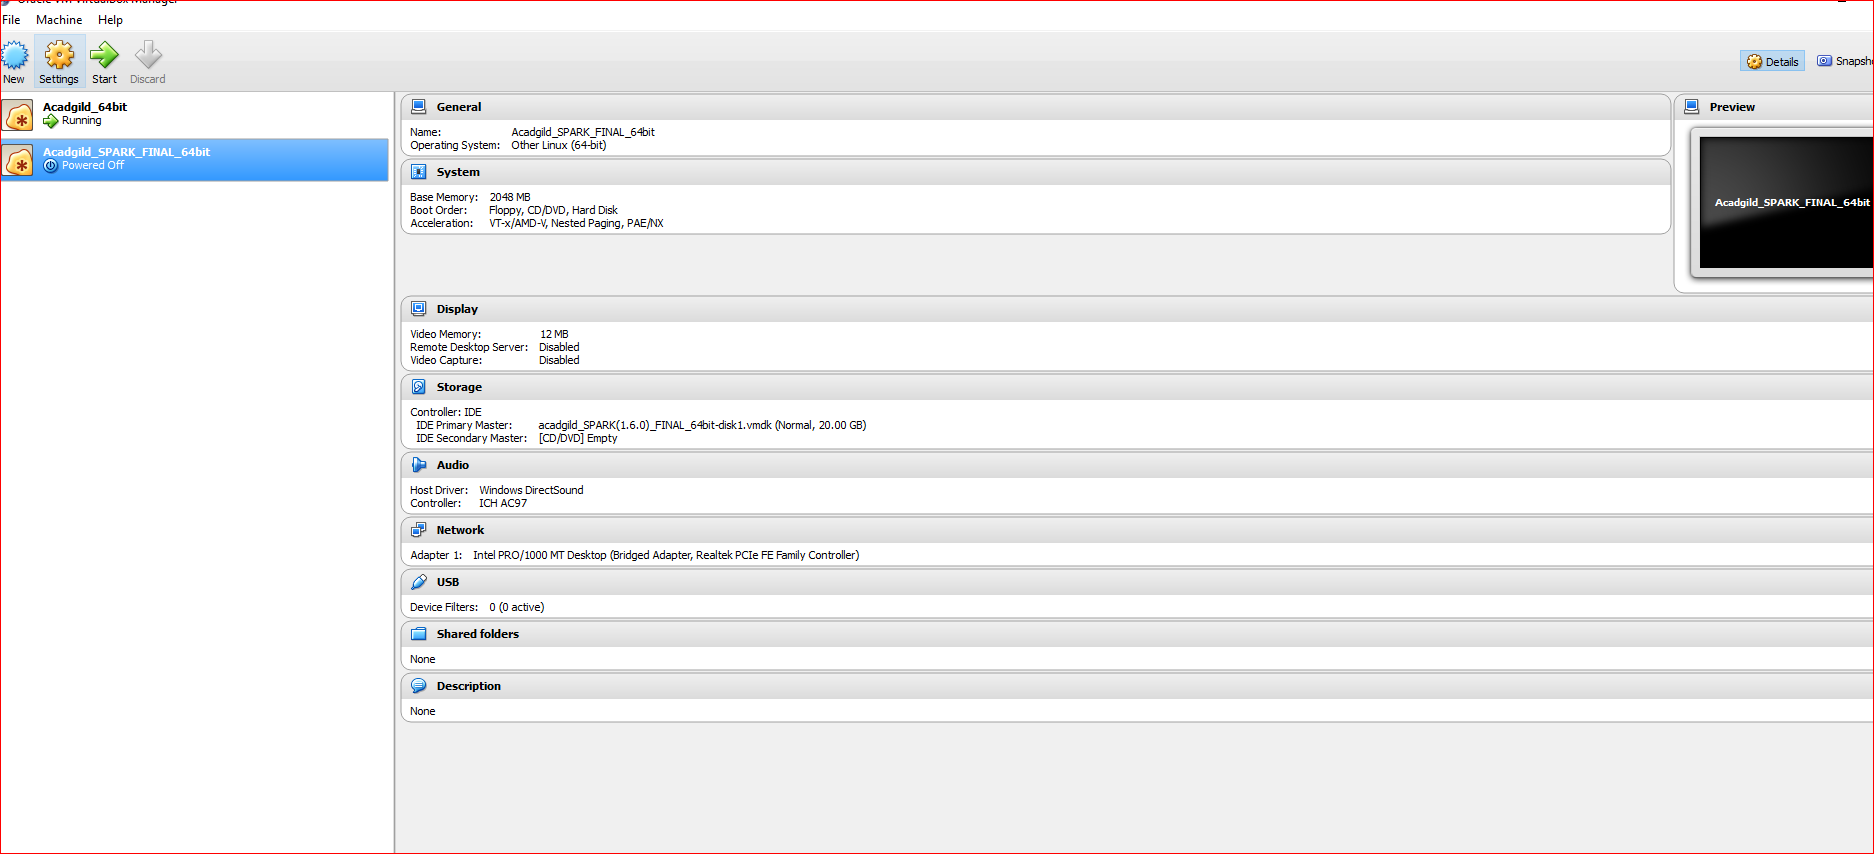 Oracle VM VirtualBox Manager
File Machine Help
New Settings Start Discard
Details Snapsh
Acadgild_64bit
Running
Acadgild_SPARK_FINAL_64bit
Powered Off
General
Name: Acadgild_SPARK_FINAL_64bit
Operating System: Other Linux (64-bit)
System
Base Memory: 2048 MB
Boot Order: Floppy, CD/DVD, Hard Disk
Acceleration: VT-x/AMD-V, Nested Paging, PAE/NX
Preview
Acadgild_SPARK_FINAL_64bit
Display
Video Memory: 12 MB
Remote Desktop Server: Disabled
Video Capture: Disabled
Storage
Controller: IDE
IDE Primary Master: acadgild_SPARK(1.6.0)_FINAL_64bit-disk1.vmdk (Normal, 20.00 GB)
IDE Secondary Master: [CD/DVD] Empty
Audio
Host Driver: Windows DirectSound
Controller: ICH AC97
Network
Adapter 1: Intel PRO/1000 MT Desktop (Bridged Adapter, Realtek PCIe FE Family Controller)
USB
Device Filters: 0 (0 active)
Shared folders
None
Description
None